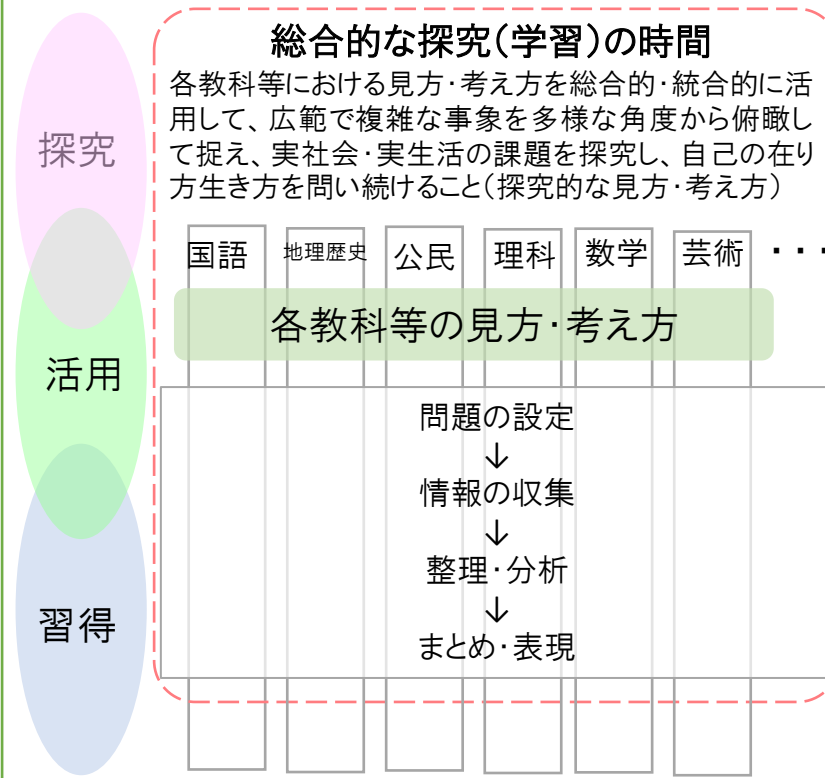 総合的な探究(学習)の時間
各教科等における見方・考え方を総合的・統合的に活
用して、広範で複雑な事象を多様な角度から俯瞰し
て捉え、実社会・実生活の課題を探究し、自己の在り
方生き方を問い続けること(探究的な見方・考え方)
探究
国語 地理歴史 公民 理科 数学 芸術 ・・・
各教科等の見方・考え方
活用
問題の設定
↓
情報の収集
↓
整理・分析
↓
まとめ・表現
習得